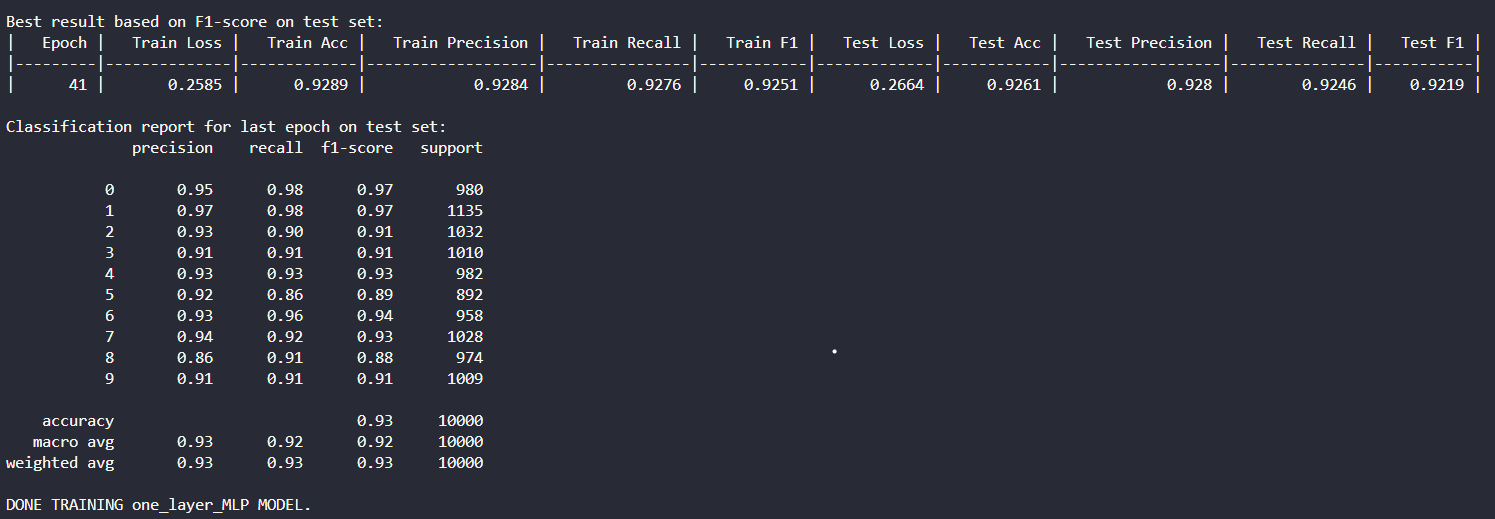 Best result based on F1-score on test set:
|   Epoch |   Train Loss |   Train Acc |   Train Precision |   Train Recall |   Train F1 |   Test Loss |   Test Acc |   Test Precision |   Test Recall |   Test F1 |
|---------|--------------|-------------|-------------------|----------------|------------|-------------|------------|------------------|---------------|-----------|
|      41 |       0.2585 |      0.9289 |            0.9284 |         0.9276 |     0.9251 |      0.2664 |     0.9261 |            0.928 |        0.9246 |    0.9219 |
Classification report for last epoch on test set:
              precision    recall  f1-score   support
           0       0.95      0.98      0.97       980
           1       0.97      0.98      0.97      1135
           2       0.93      0.90      0.91      1032
           3       0.91      0.91      0.91      1010
           4       0.93      0.93      0.93       982
           5       0.92      0.86      0.89       892
           6       0.93      0.96      0.94       958
           7       0.94      0.92      0.93      1028
           8       0.86      0.91      0.88       974
           9       0.91      0.91      0.91      1009
    accuracy                           0.93     10000
   macro avg       0.93      0.92      0.92     10000
weighted avg       0.93      0.93      0.93     10000
DONE TRAINING one_layer_MLP MODEL.